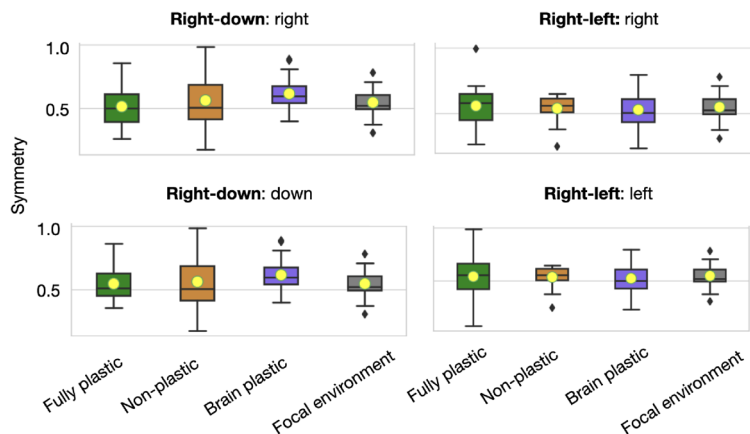 Right-down: right
Right-left: right
1.0
0.5
Symmetry
Right-down: down
Right-left: left
1.0
0.5
Fully plastic
Non-plastic
Brain plastic
Focal environment
Fully plastic
Non-plastic
Brain plastic
Focal environment